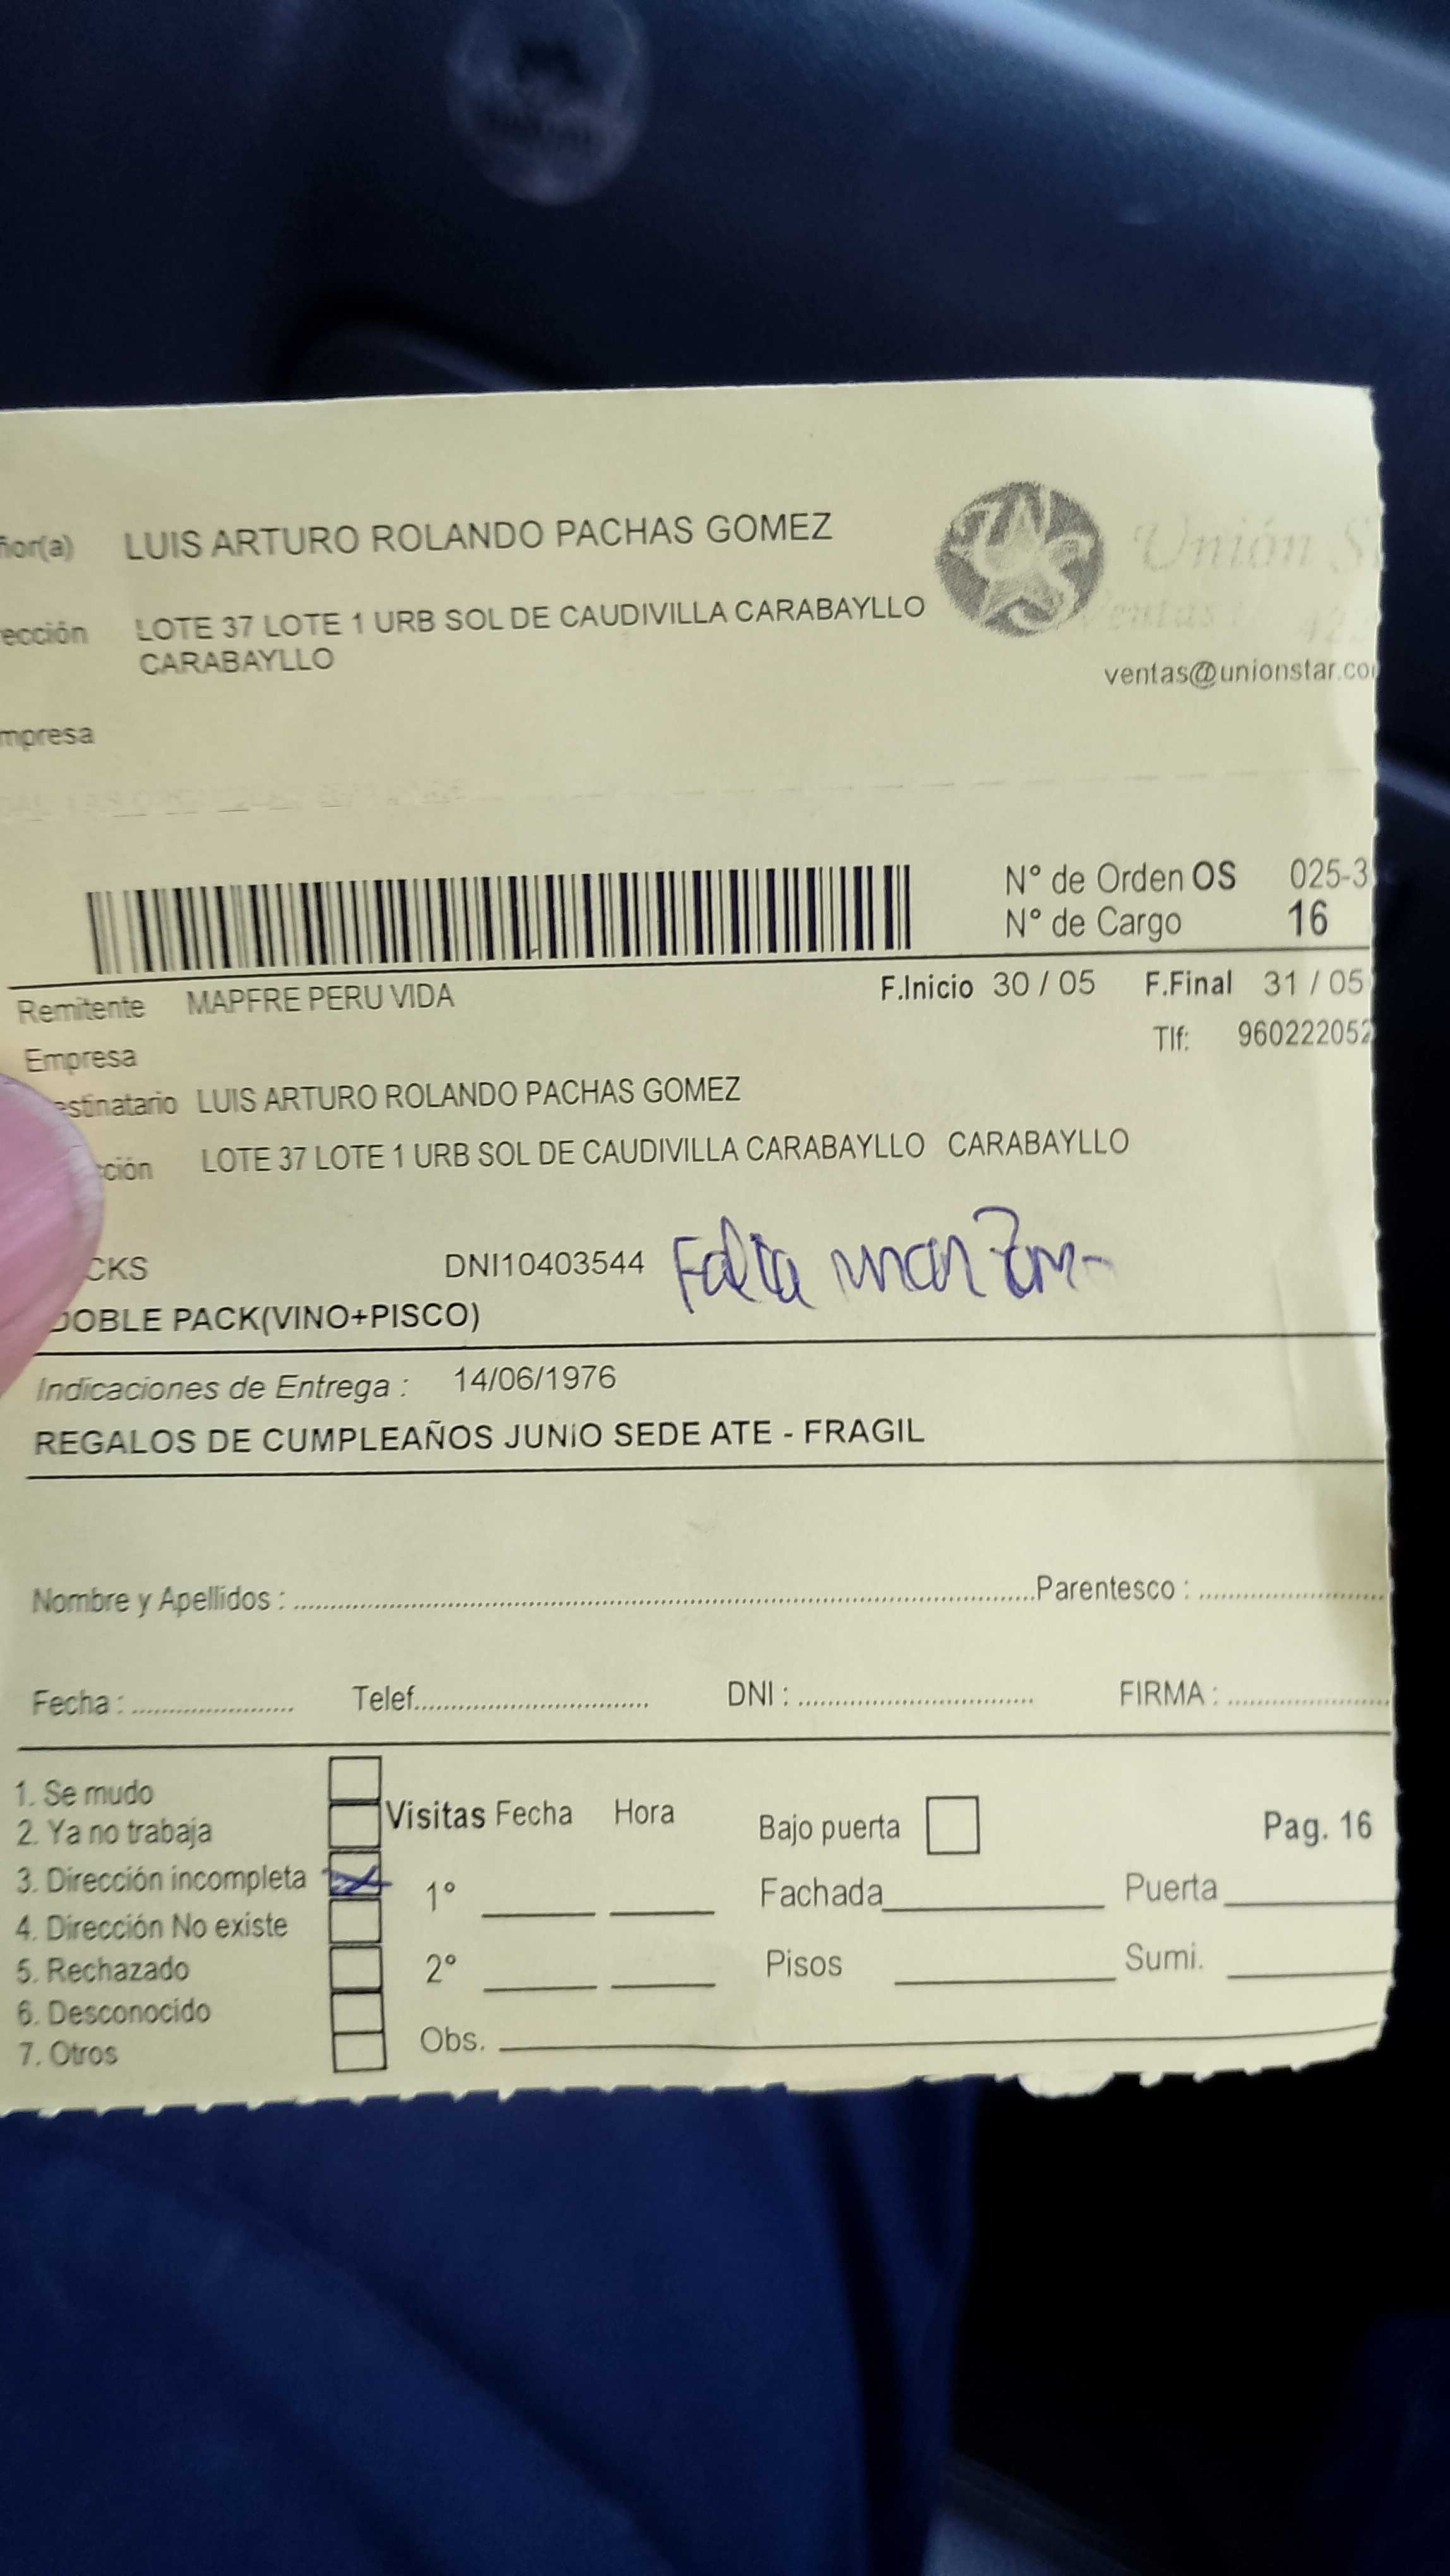 ñor(a) LUIS ARTURO ROLANDO PACHAS GOMEZ
Unión S
rección LOTE 37 LOTE 1 URB SOL DE CAUDIVILLA CARABAYLLO
CARABAYLLO
Ventas
ventas@unionstar.co
mpresa
N° de Orden OS 025-3
N° de Cargo 16
Remitente MAPFRE PERU VIDA F.Inicio 30 / 05 F.Final 31 / 05
Tlf: 960222052
Empresa
estinatario LUIS ARTURO ROLANDO PACHAS GOMEZ
cción LOTE 37 LOTE 1 URB SOL DE CAUDIVILLA CARABAYLLO CARABAYLLO
CKS DNI10403544 Falta manzana
DOBLE PACK(VINO+PISCO)
Indicaciones de Entrega : 14/06/1976
REGALOS DE CUMPLEAÑOS JUNIO SEDE ATE - FRAGIL
Nombre y Apellidos : Parentesco :
Fecha : Telef. DNI : FIRMA :
1. Se mudo
2. Ya no trabaja
3. Dirección incompleta
4. Dirección No existe
5. Rechazado
6. Desconocido
7. Otros
Visitas Fecha Hora
1°
2°
Obs.
Bajo puerta
Fachada
Pisos
Pag. 16
Puerta
Sumi.